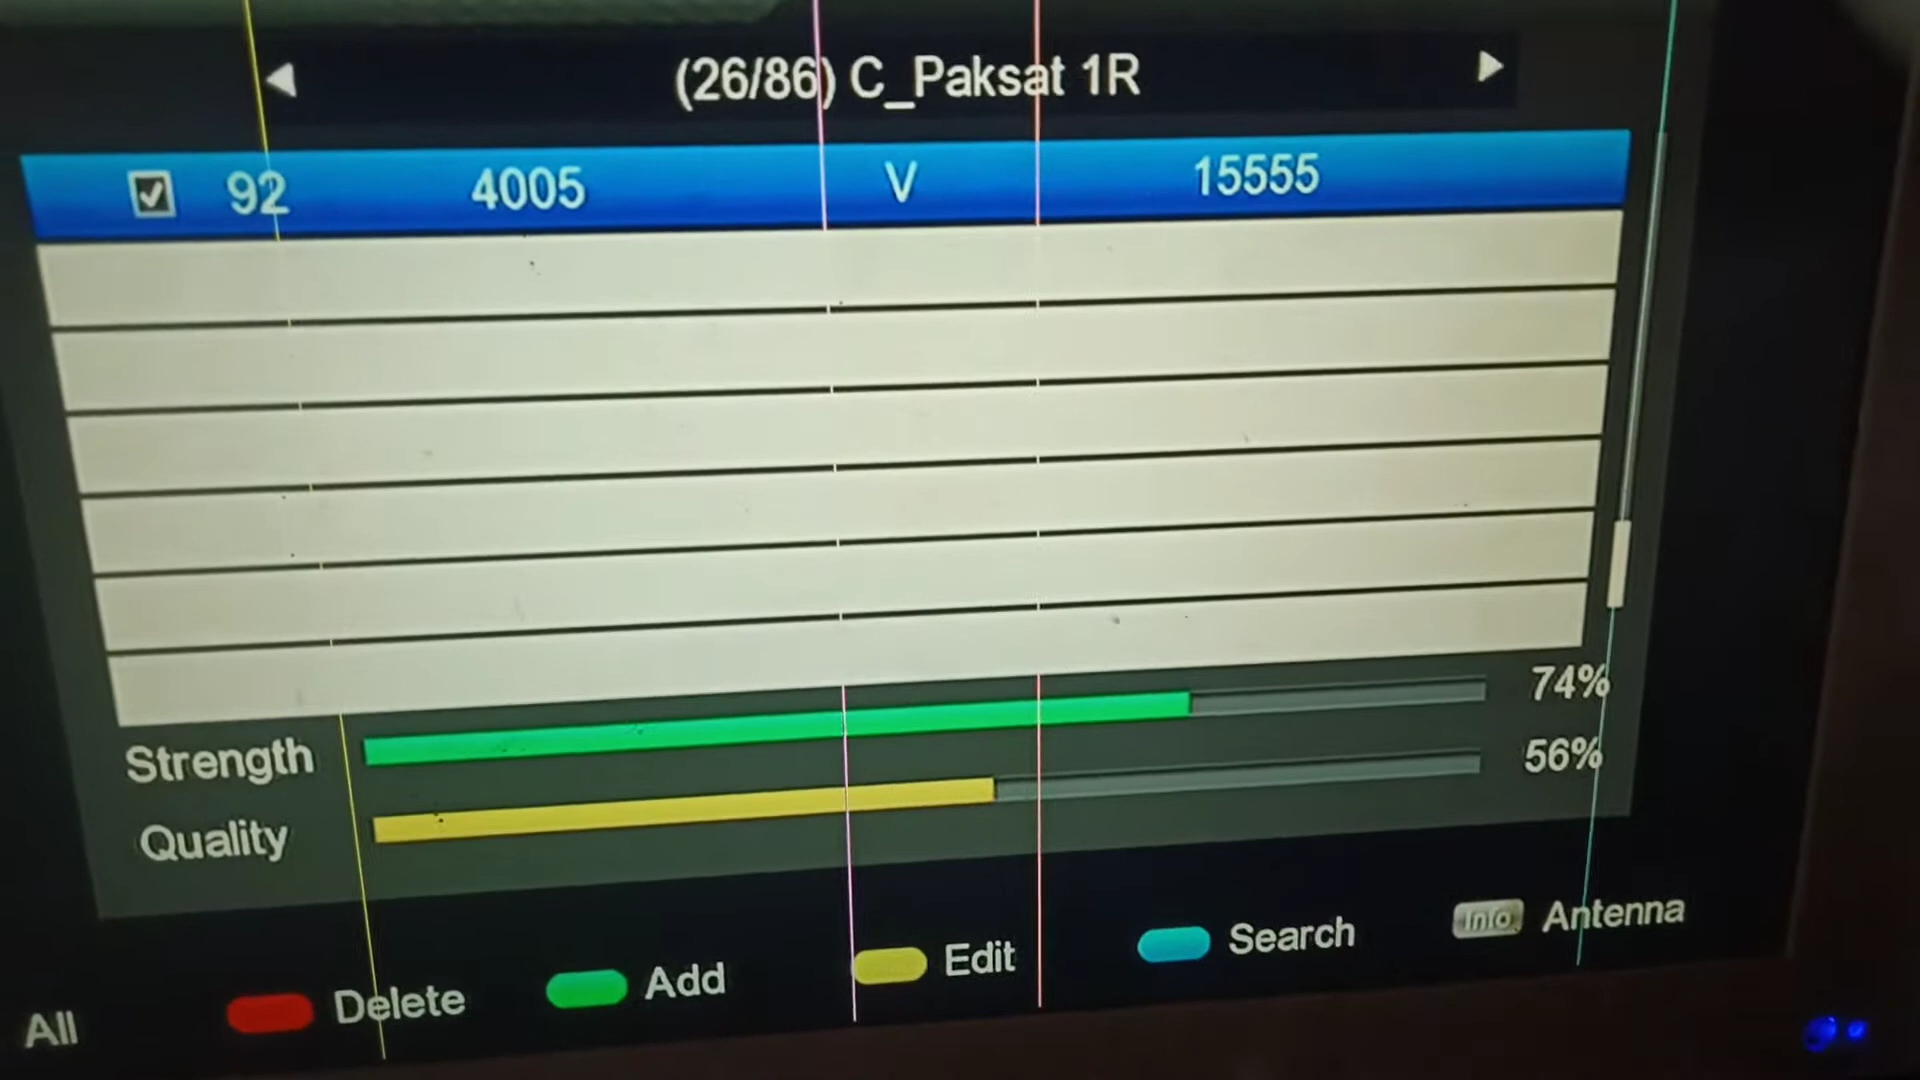 (26/86) C_Paksat 1R
92 4005 V 15555
Strength 74%
Quality 56%
All Delete Add Edit Search Info Antenna